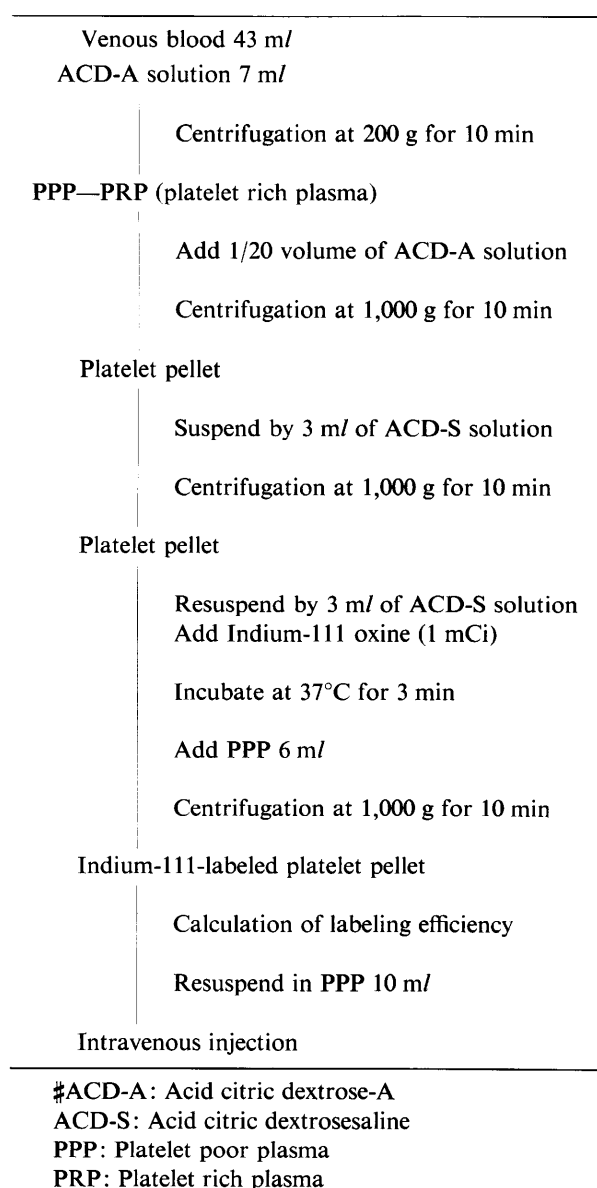 Venous blood 43 ml
ACD-A solution 7 ml
Centrifugation at 200 g for 10 min
PPP—PRP (platelet rich plasma)
Add 1/20 volume of ACD-A solution
Centrifugation at 1,000 g for 10 min
Platelet pellet
Suspend by 3 ml of ACD-S solution
Centrifugation at 1,000 g for 10 min
Platelet pellet
Resuspend by 3 ml of ACD-S solution
Add Indium-111 oxine (1 mCi)
Incubate at 37°C for 3 min
Add PPP 6 ml
Centrifugation at 1,000 g for 10 min
Indium-111-labeled platelet pellet
Calculation of labeling efficiency
Resuspend in PPP 10 ml
Intravenous injection
♯ACD-A: Acid citric dextrose-A
ACD-S: Acid citric dextrosesaline
PPP: Platelet poor plasma
PRP: Platelet rich plasma